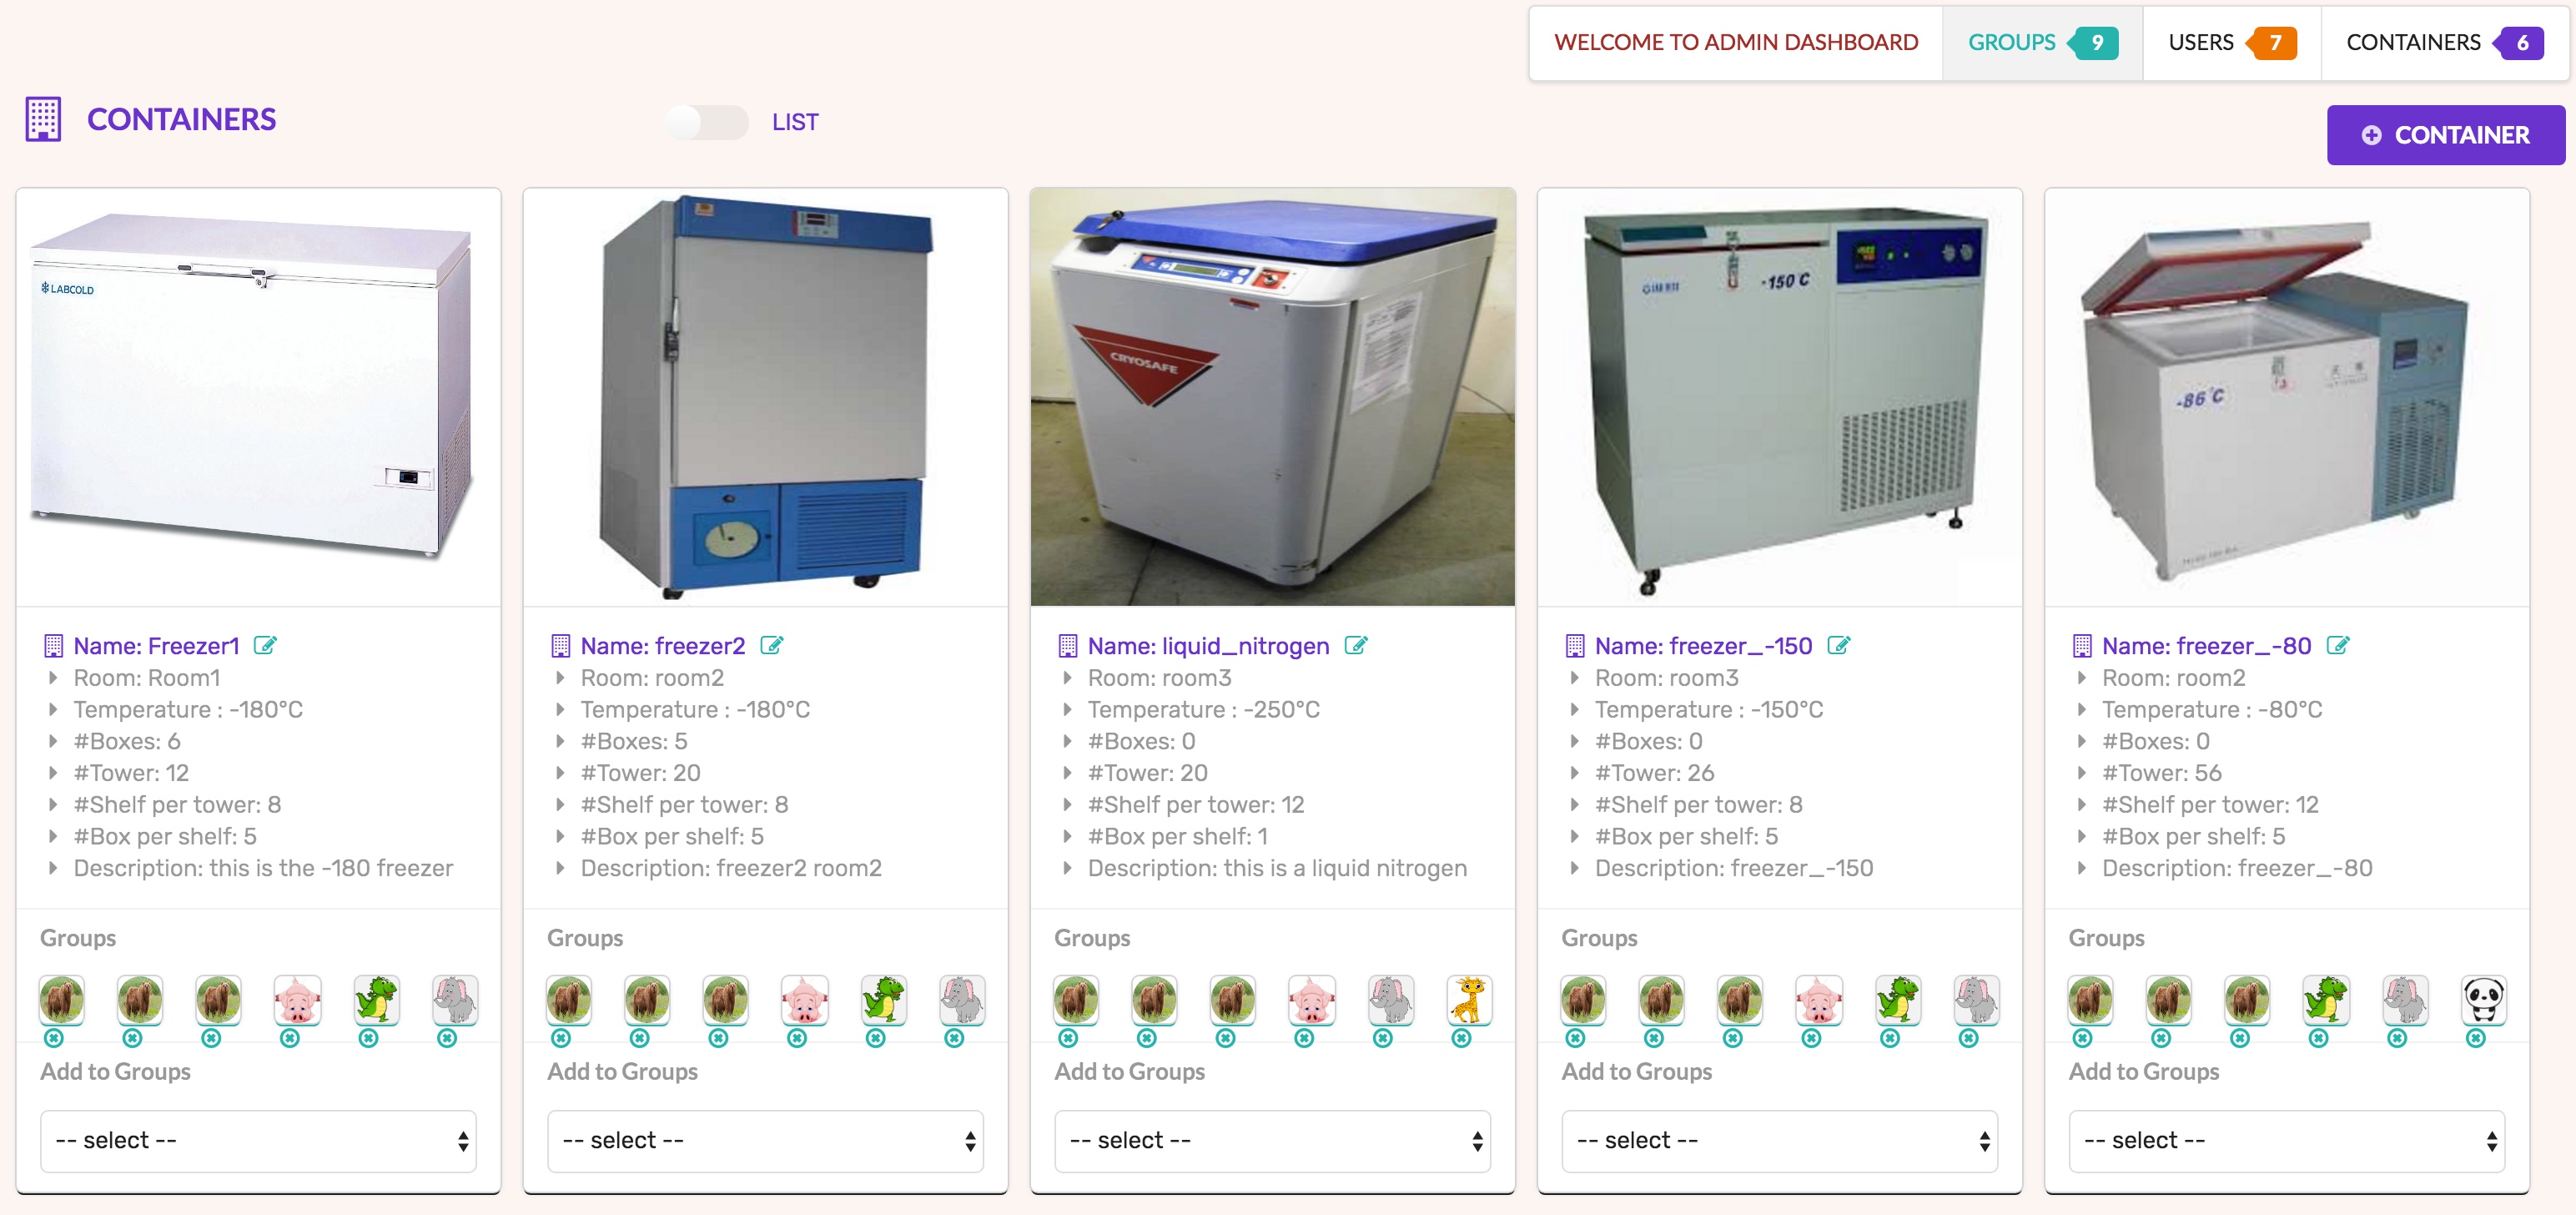 WELCOME TO ADMIN DASHBOARD
GROUPS 9
USERS 7
CONTAINERS 6
CONTAINERS
LIST
CONTAINER
LABCOLD
CRYOSAFE
-150°C
-86°C
Name: Freezer1
Room: Room1
Temperature : -180°C
#Boxes: 6
#Tower: 12
#Shelf per tower: 8
#Box per shelf: 5
Description: this is the -180 freezer
Groups
Add to Groups
-- select --
Name: freezer2
Room: room2
Temperature : -180°C
#Boxes: 5
#Tower: 20
#Shelf per tower: 8
#Box per shelf: 5
Description: freezer2 room2
Groups
Add to Groups
-- select --
Name: liquid_nitrogen
Room: room3
Temperature : -250°C
#Boxes: 0
#Tower: 20
#Shelf per tower: 12
#Box per shelf: 1
Description: this is a liquid nitrogen
Groups
Add to Groups
-- select --
Name: freezer_-150
Room: room3
Temperature : -150°C
#Boxes: 0
#Tower: 26
#Shelf per tower: 8
#Box per shelf: 5
Description: freezer_-150
Groups
Add to Groups
-- select --
Name: freezer_-80
Room: room2
Temperature : -80°C
#Boxes: 0
#Tower: 56
#Shelf per tower: 12
#Box per shelf: 5
Description: freezer_-80
Groups
Add to Groups
-- select --